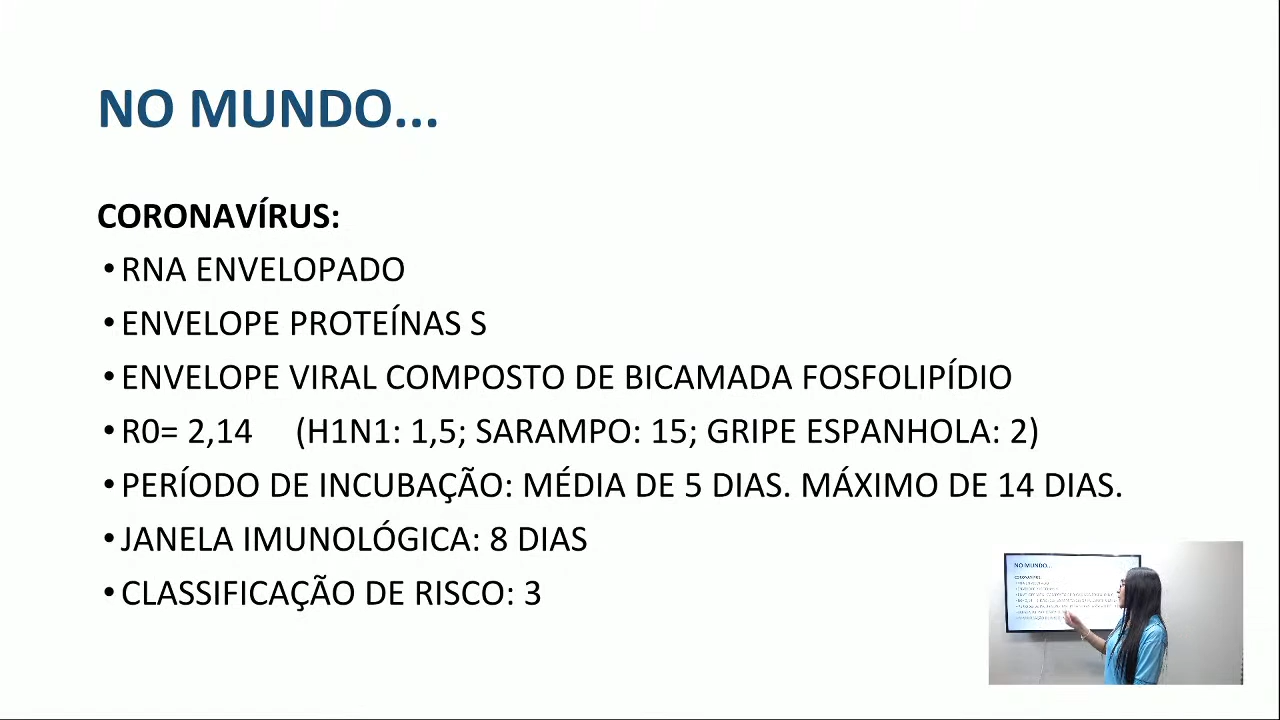 NO MUNDO...
CORONAVÍRUS:
• RNA ENVELOPADO
• ENVELOPE PROTEÍNAS S
• ENVELOPE VIRAL COMPOSTO DE BICAMADA FOSFOLIPÍDIO
• R0= 2,14 (H1N1: 1,5; SARAMPO: 15; GRIPE ESPANHOLA: 2)
• PERÍODO DE INCUBAÇÃO: MÉDIA DE 5 DIAS. MÁXIMO DE 14 DIAS.
• JANELA IMUNOLÓGICA: 8 DIAS
• CLASSIFICAÇÃO DE RISCO: 3
NO MUNDO...